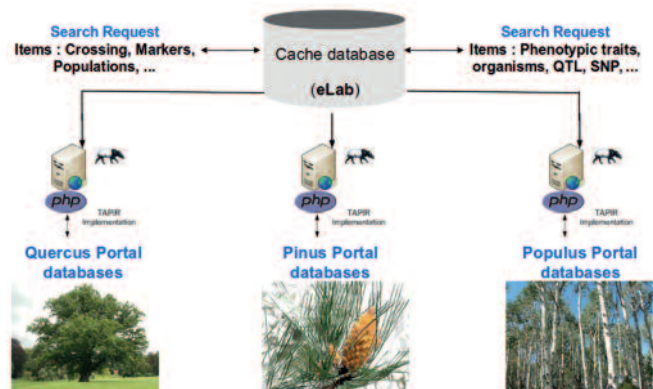 Search Request
Items : Crossing, Markers,
Populations, ...
Cache database
(eLab)
Search Request
Items : Phenotypic traits,
organisms, QTL, SNP, ...
php
TAPIR
Implementation
php
TAPIR
Implementation
php
TAPIR
Implementation
Quercus Portal
databases
Pinus Portal
databases
Populus Portal
databases